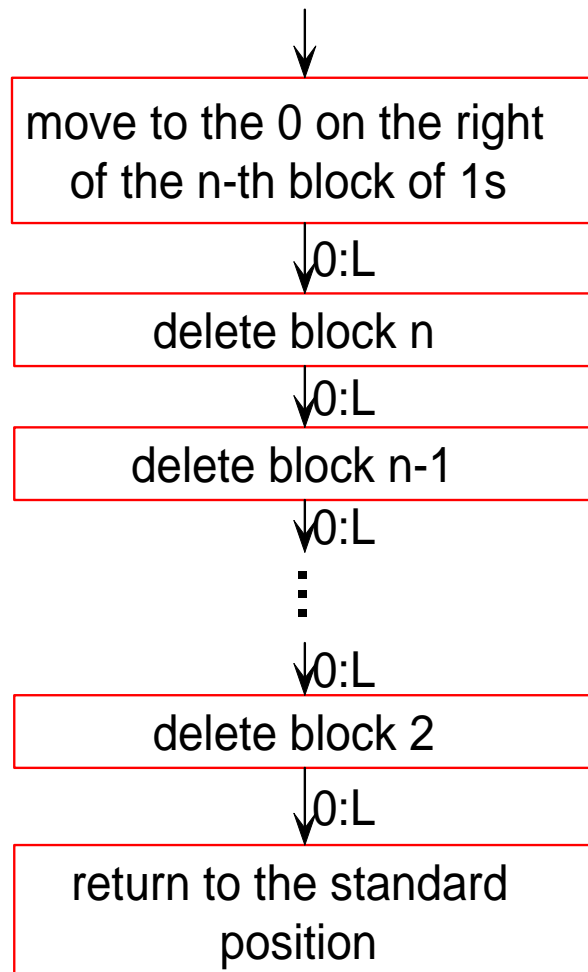 move to the 0 on the right
of the n-th block of 1s
0:L
delete block n
0:L
delete block n-1
0:L
⋮
0:L
delete block 2
0:L
return to the standard
position